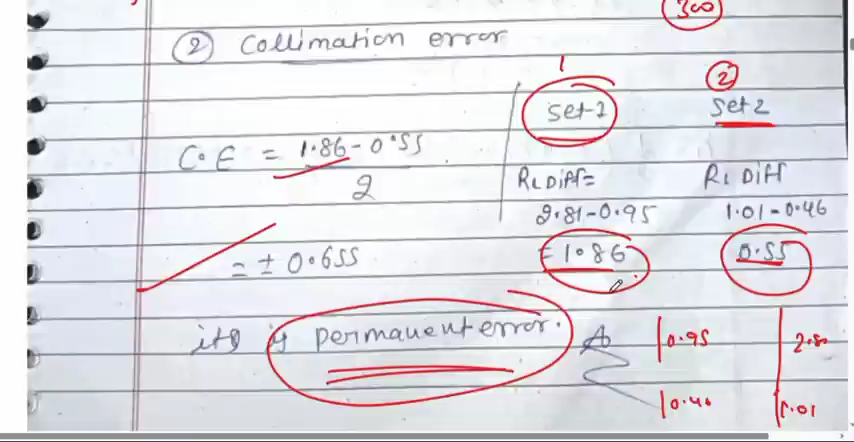 300
② Collimation error
1
②
Set-1
Set 2
C.E = 1.86 - 0.55
2
RL Diff=
RL Diff
2.81-0.95
1.01-0.46
= ± 0.655
= 1.86
0.55
its is permanent error.
A
0.95
2.8
0.46
1.01